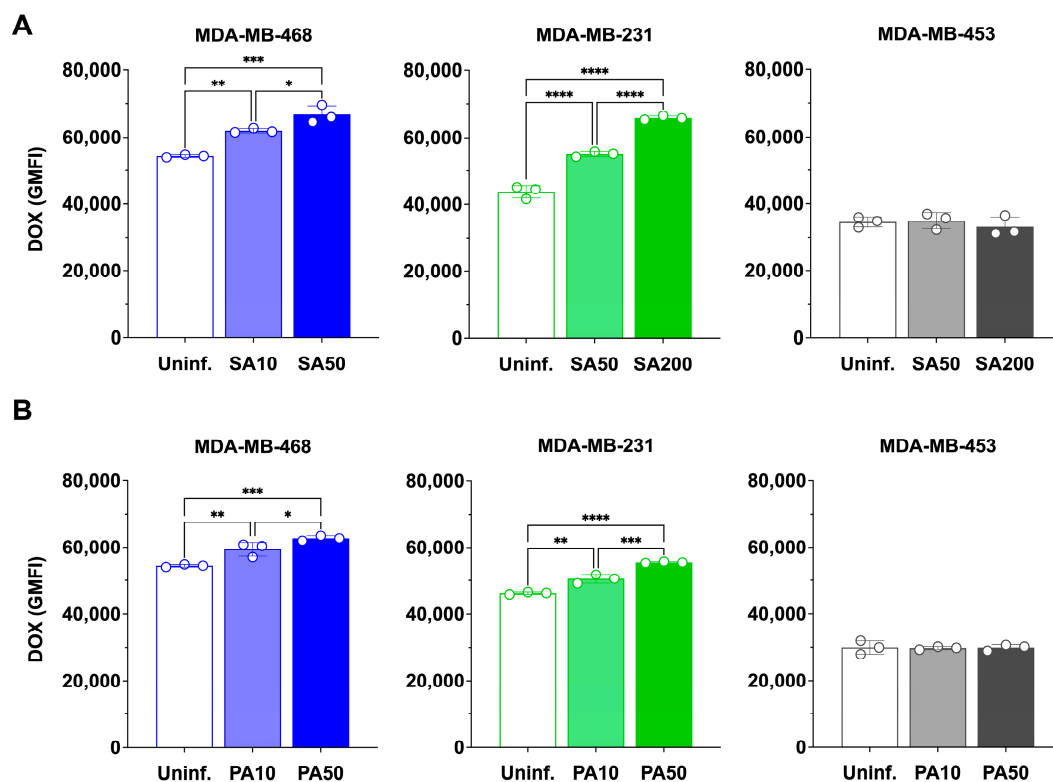 A
MDA-MB-468
MDA-MB-231
MDA-MB-453
80,000
60,000
40,000
20,000
0
DOX (GMFI)
***
**
*
Uninf. SA10 SA50
80,000
60,000
40,000
20,000
0
****
**** ****
Uninf. SA50 SA200
80,000
60,000
40,000
20,000
0
Uninf. SA50 SA200
B
MDA-MB-468
MDA-MB-231
MDA-MB-453
80,000
60,000
40,000
20,000
0
DOX (GMFI)
***
** *
Uninf. PA10 PA50
80,000
60,000
40,000
20,000
0
****
** ***
Uninf. PA10 PA50
80,000
60,000
40,000
20,000
0
Uninf. PA10 PA50